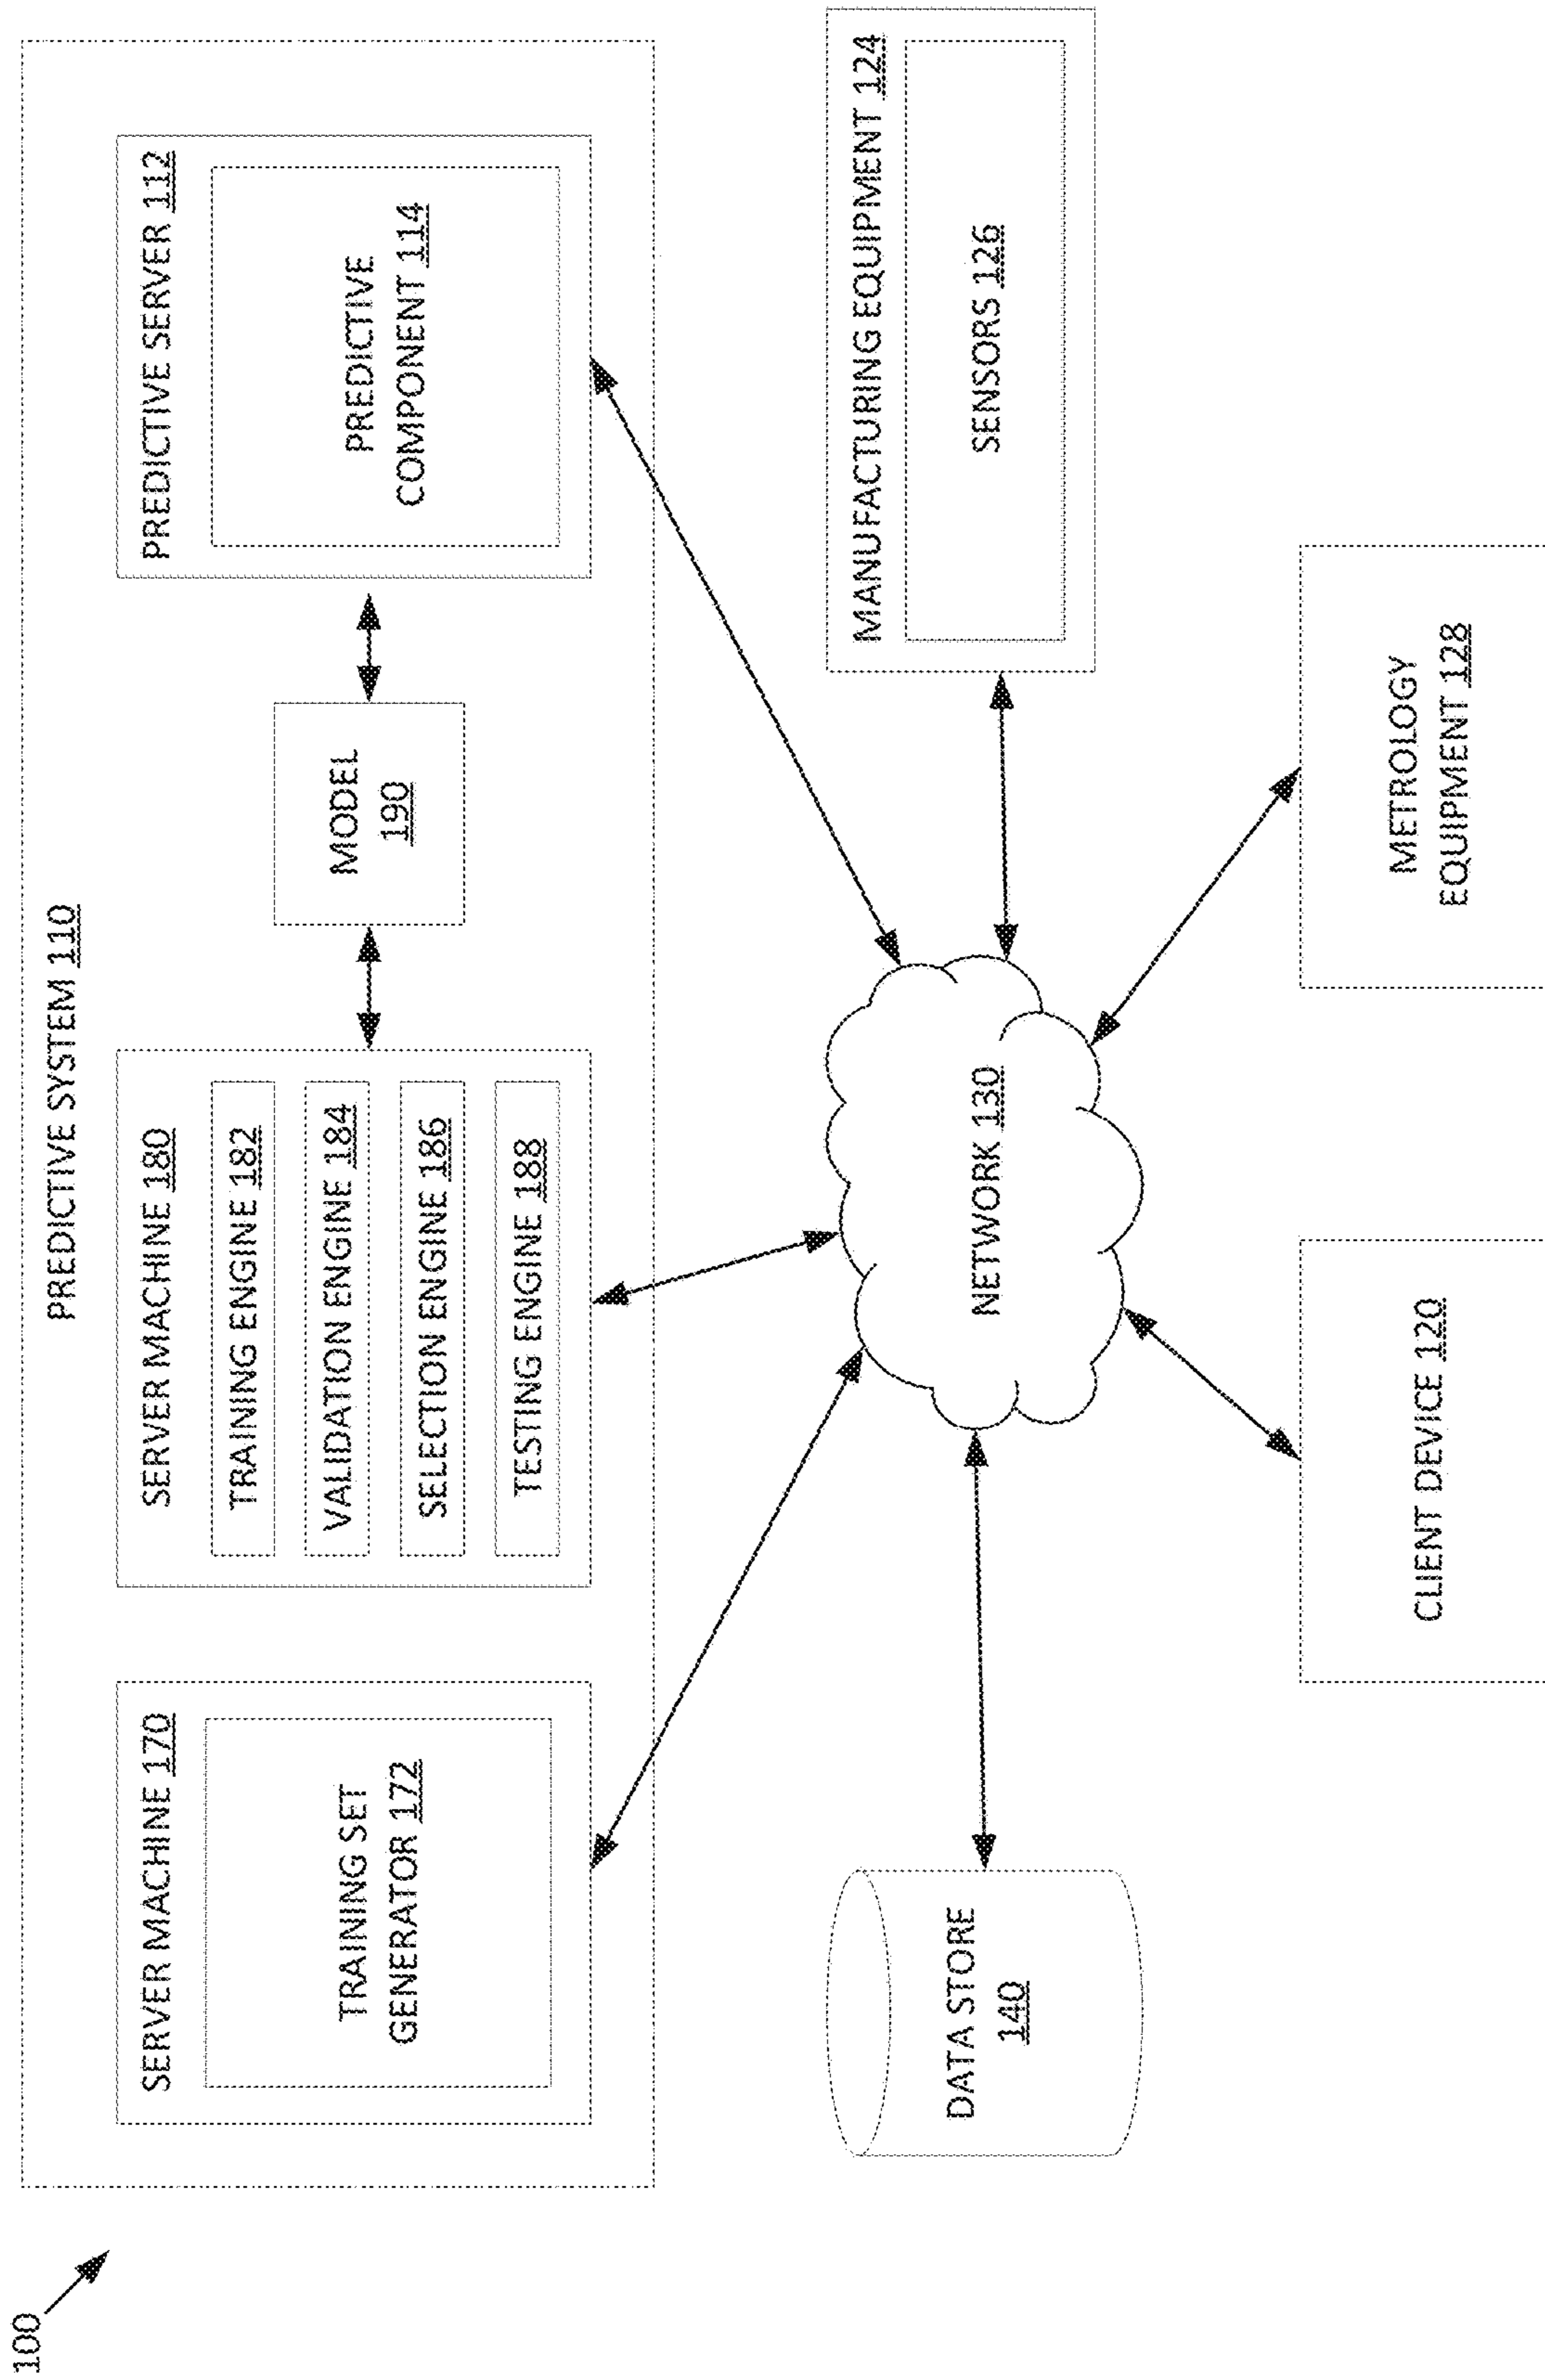 100
PREDICTIVE SYSTEM 110
SERVER MACHINE 170
TRAINING SET
GENERATOR 172
SERVER MACHINE 180
TRAINING ENGINE 182
VALIDATION ENGINE 184
SELECTION ENGINE 186
TESTING ENGINE 188
MODEL
190
PREDICTIVE SERVER 112
PREDICTIVE
COMPONENT 114
DATA STORE
140
NETWORK 130
MANUFACTURING EQUIPMENT 124
SENSORS 126
CLIENT DEVICE 120
METROLOGY
EQUIPMENT 128